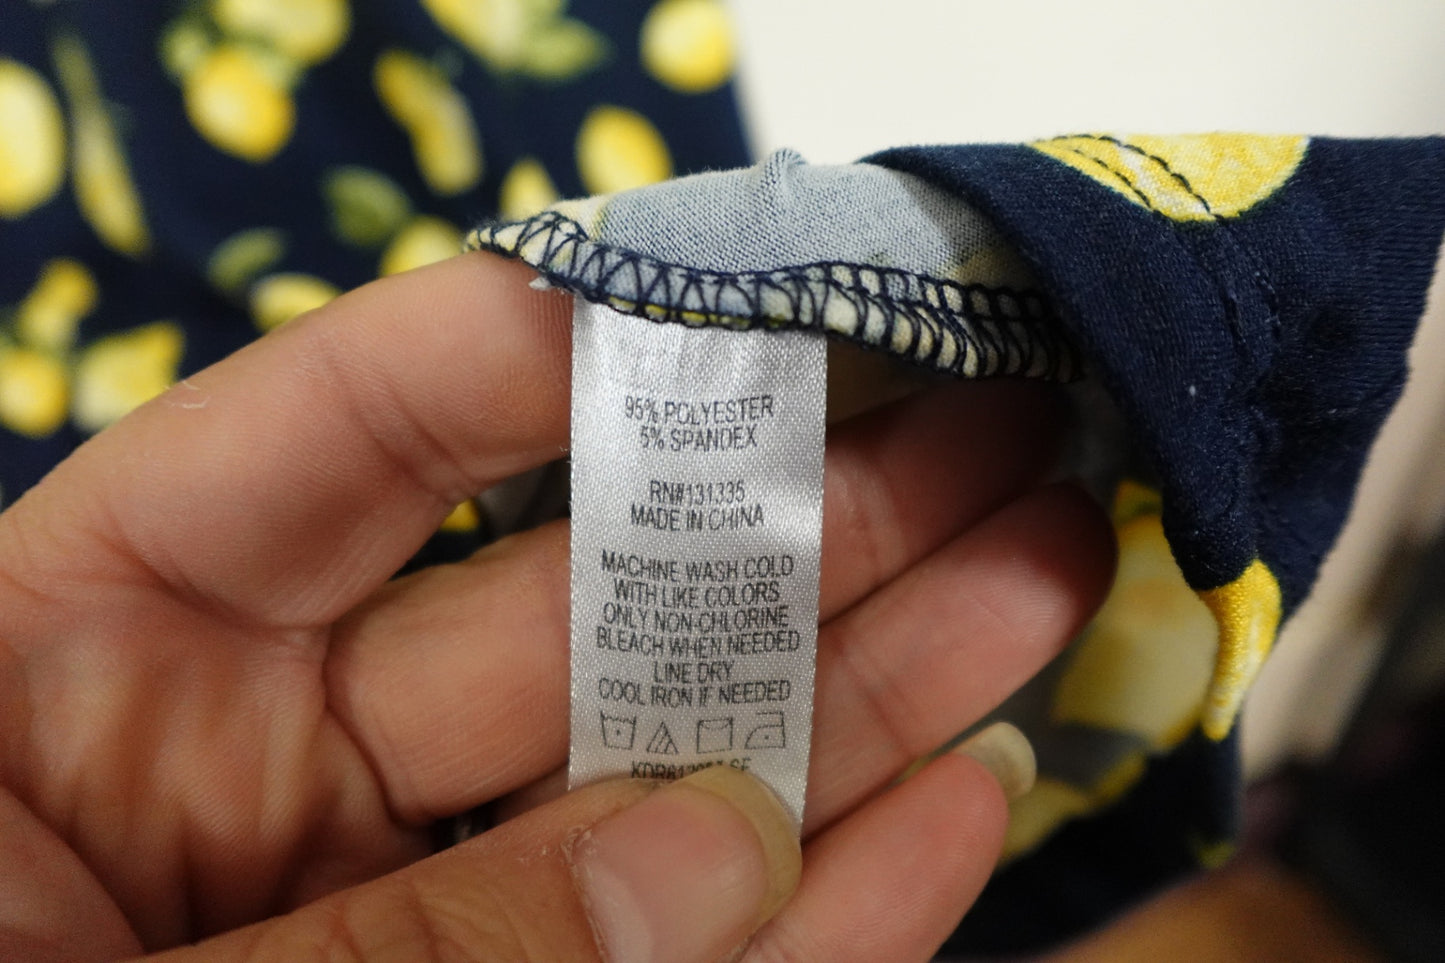 95% POLYESTER
5% SPANDEX
RN#131335
MADE IN CHINA
MACHINE WASH COLD
WITH LIKE COLORS
ONLY NON-CHLORINE
BLEACH WHEN NEEDED
LINE DRY
COOL IRON IF NEEDED